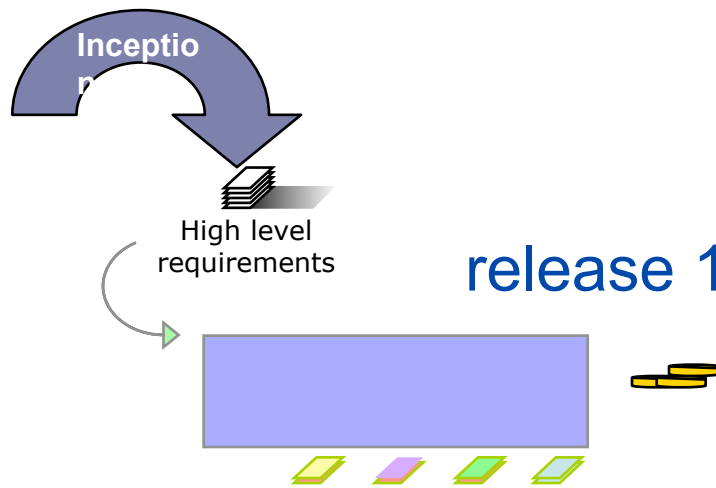 Inceptio
n
High level
requirements
release 1